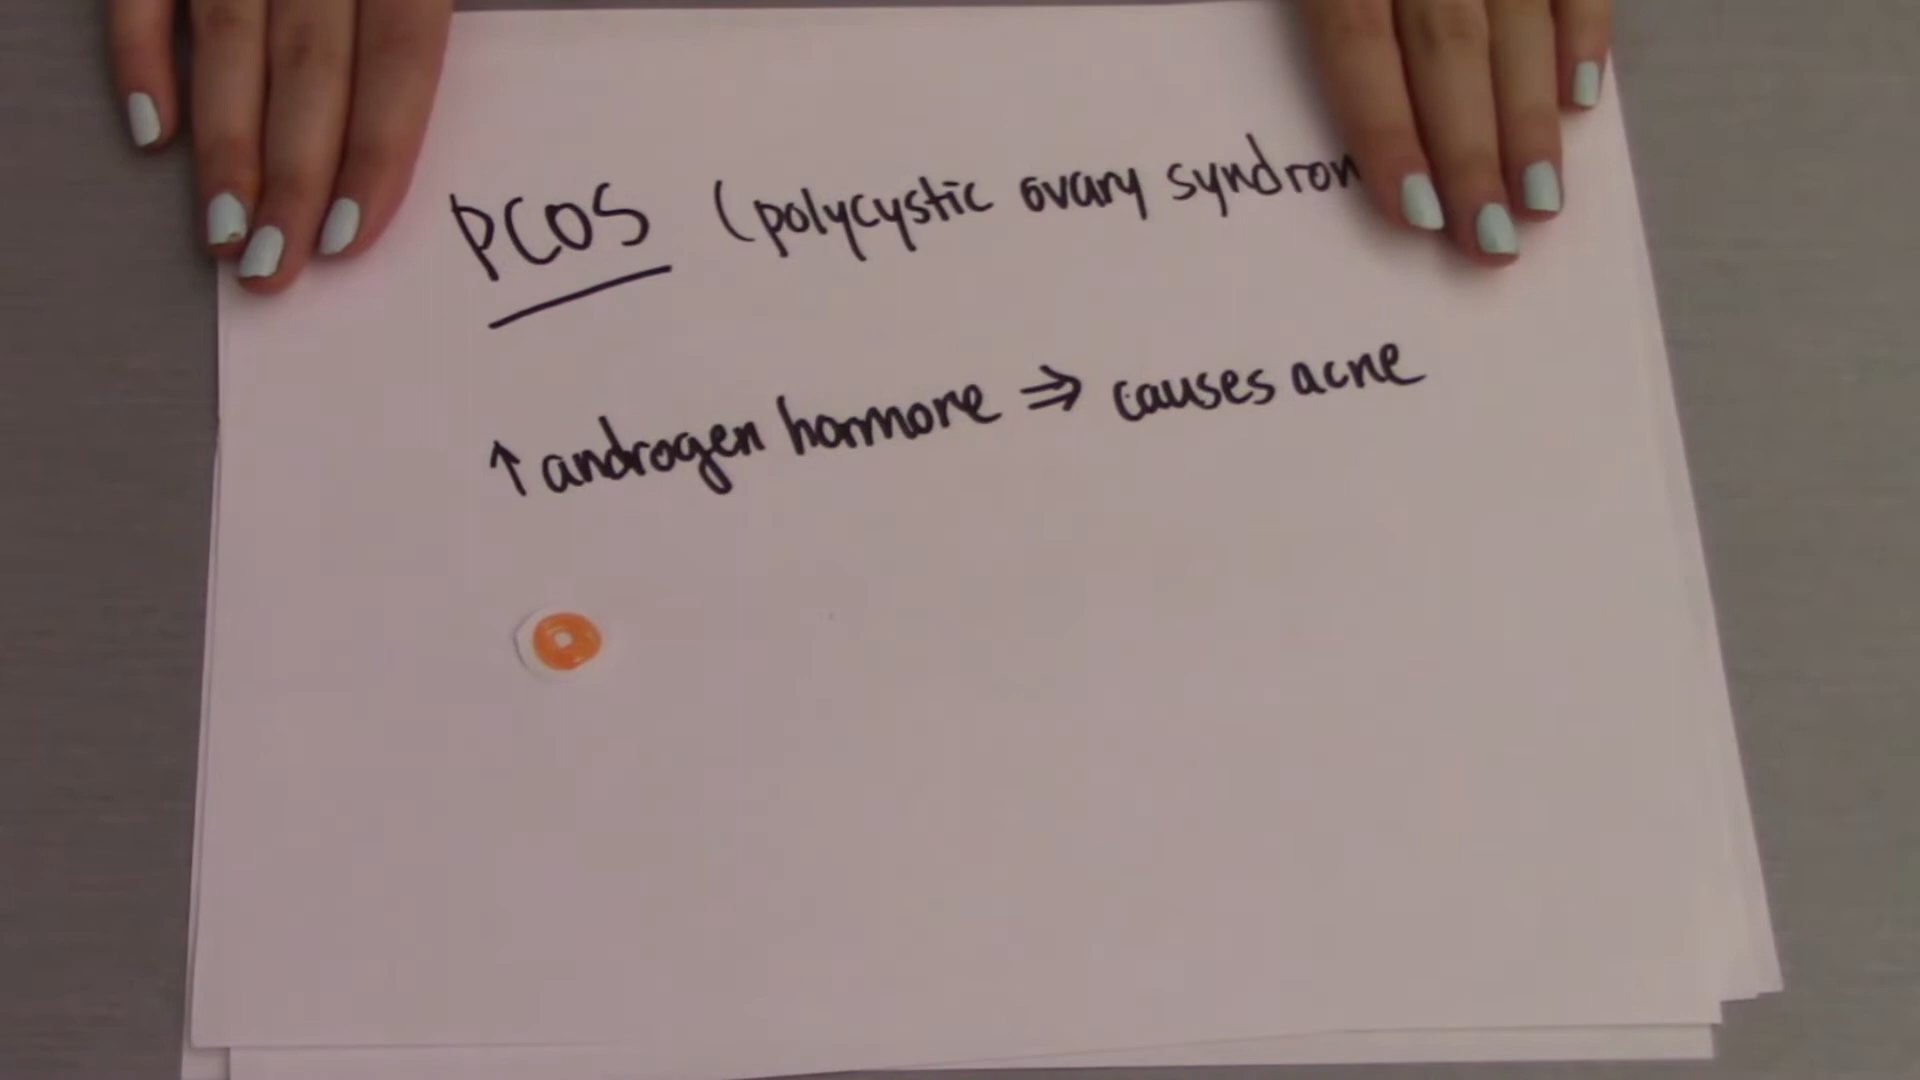 PCOS (polycystic ovary syndrom
↑ androgen hormone ⇒ causes acne